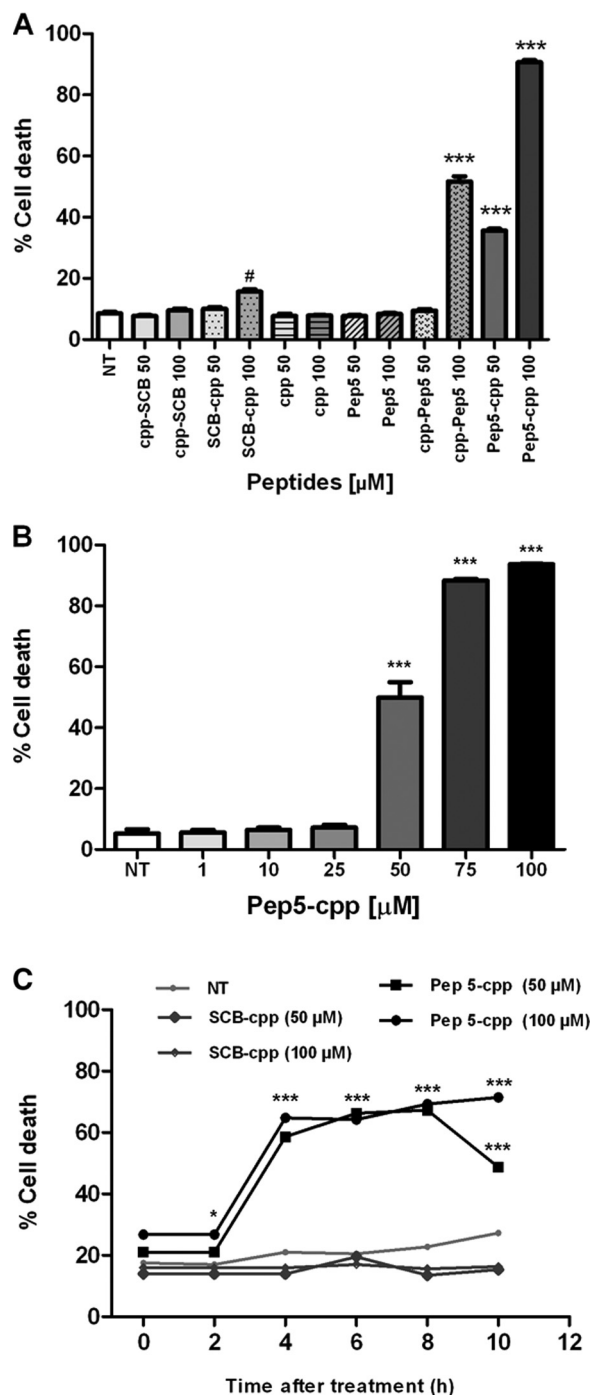 A
100
80
60
40
20
0
% Cell death
#
***
***
***
NT
cpp-SCB 50
cpp-SCB 100
SCB-cpp 50
SCB-cpp 100
cpp 50
cpp 100
Pep5 50
Pep5 100
cpp-Pep5 50
cpp-Pep5 100
Pep5-cpp 50
Pep5-cpp 100
Peptides [µM]
B
100
80
60
40
20
0
% Cell death
***
***
***
NT 1 10 25 50 75 100
Pep5-cpp [µM]
C
NT
SCB-cpp (50 µM)
SCB-cpp (100 µM)
Pep 5-cpp (50 µM)
Pep 5-cpp (100 µM)
100
80
60
40
20
0
% Cell death
*
***
***
***
***
***
0 2 4 6 8 10 12
Time after treatment (h)